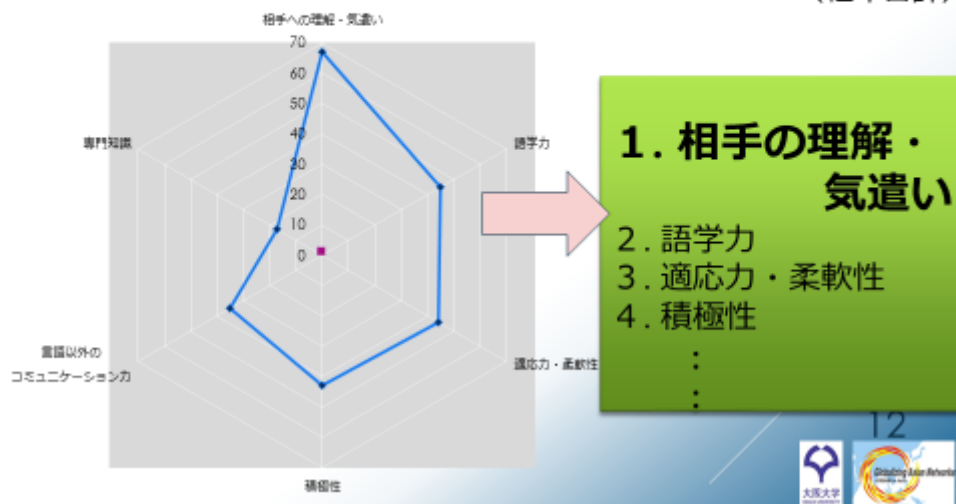 相手への理解・気遣い
70
60
50
40
30
20
10
0
専門知識
語学力
言語以外の
コミュニケーション力
適応力・柔軟性
積極性
1. 相手の理解・
気遣い
2. 語学力
3. 適応力・柔軟性
4. 積極性
:
:
12
大阪大学